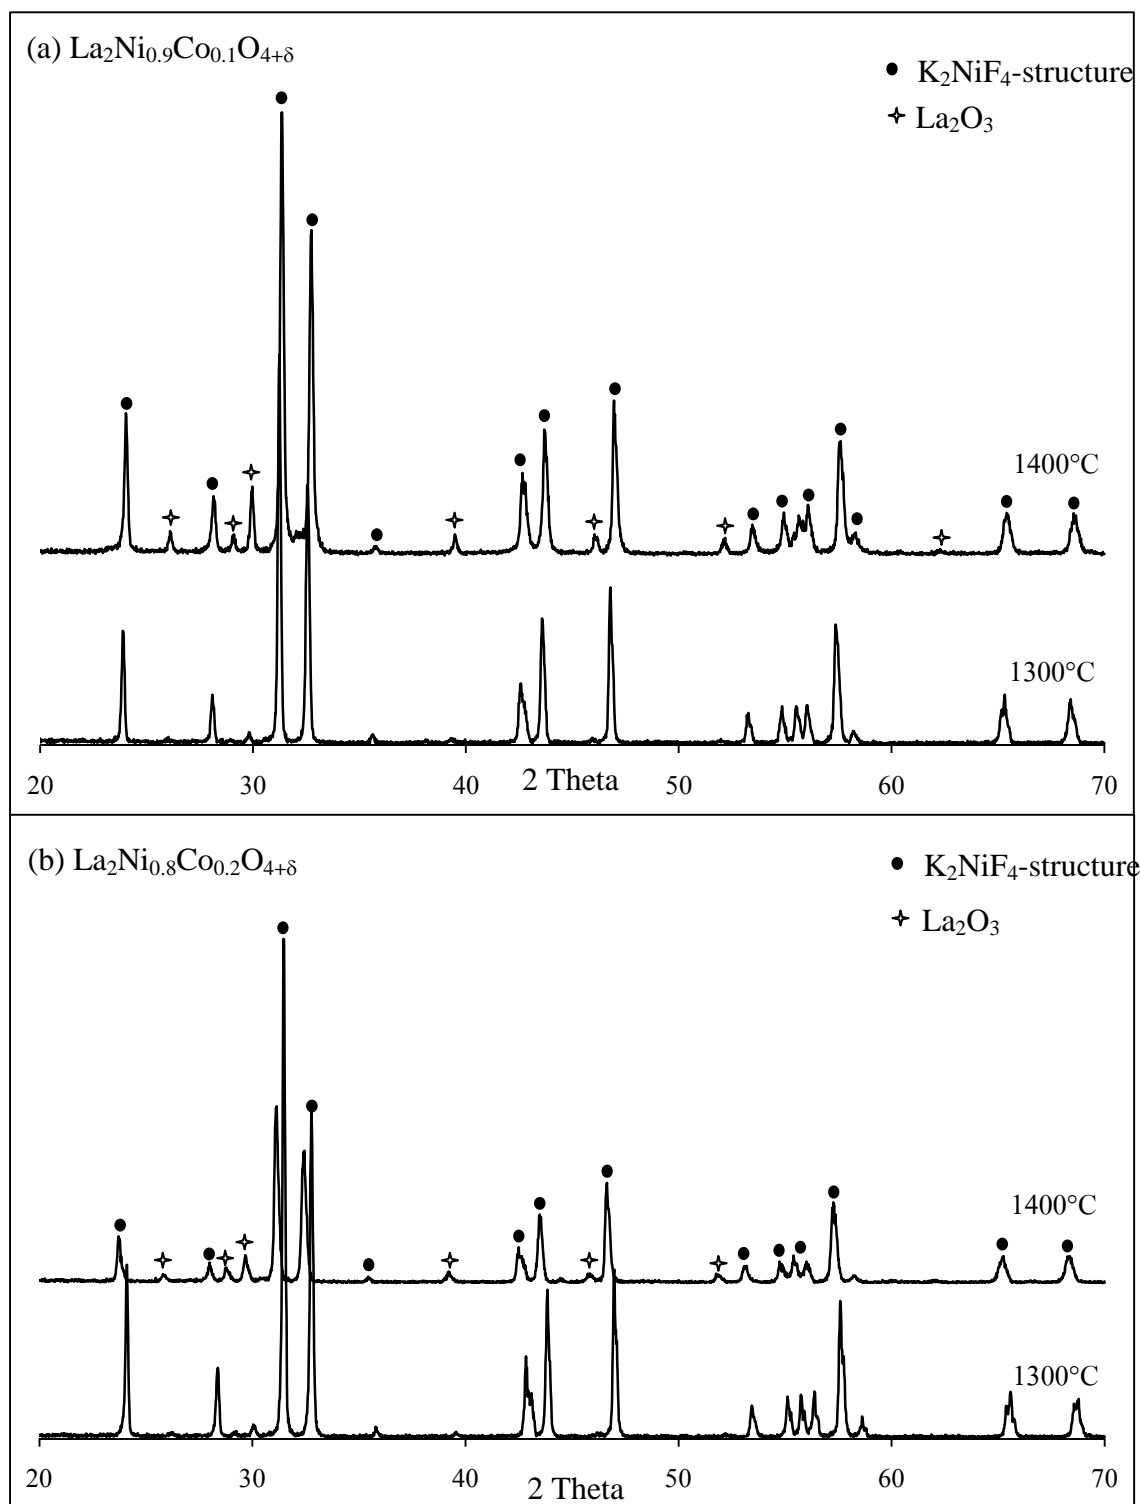 (a) La₂Ni₀.₉Co₀.₁O₄₊δ
● K₂NiF₄-structure
✧ La₂O₃
1400°C
1300°C
20 30 40 50 60 70
2 Theta
(b) La₂Ni₀.₈Co₀.₂O₄₊δ
● K₂NiF₄-structure
✧ La₂O₃
1400°C
1300°C
20 30 40 50 60 70
2 Theta